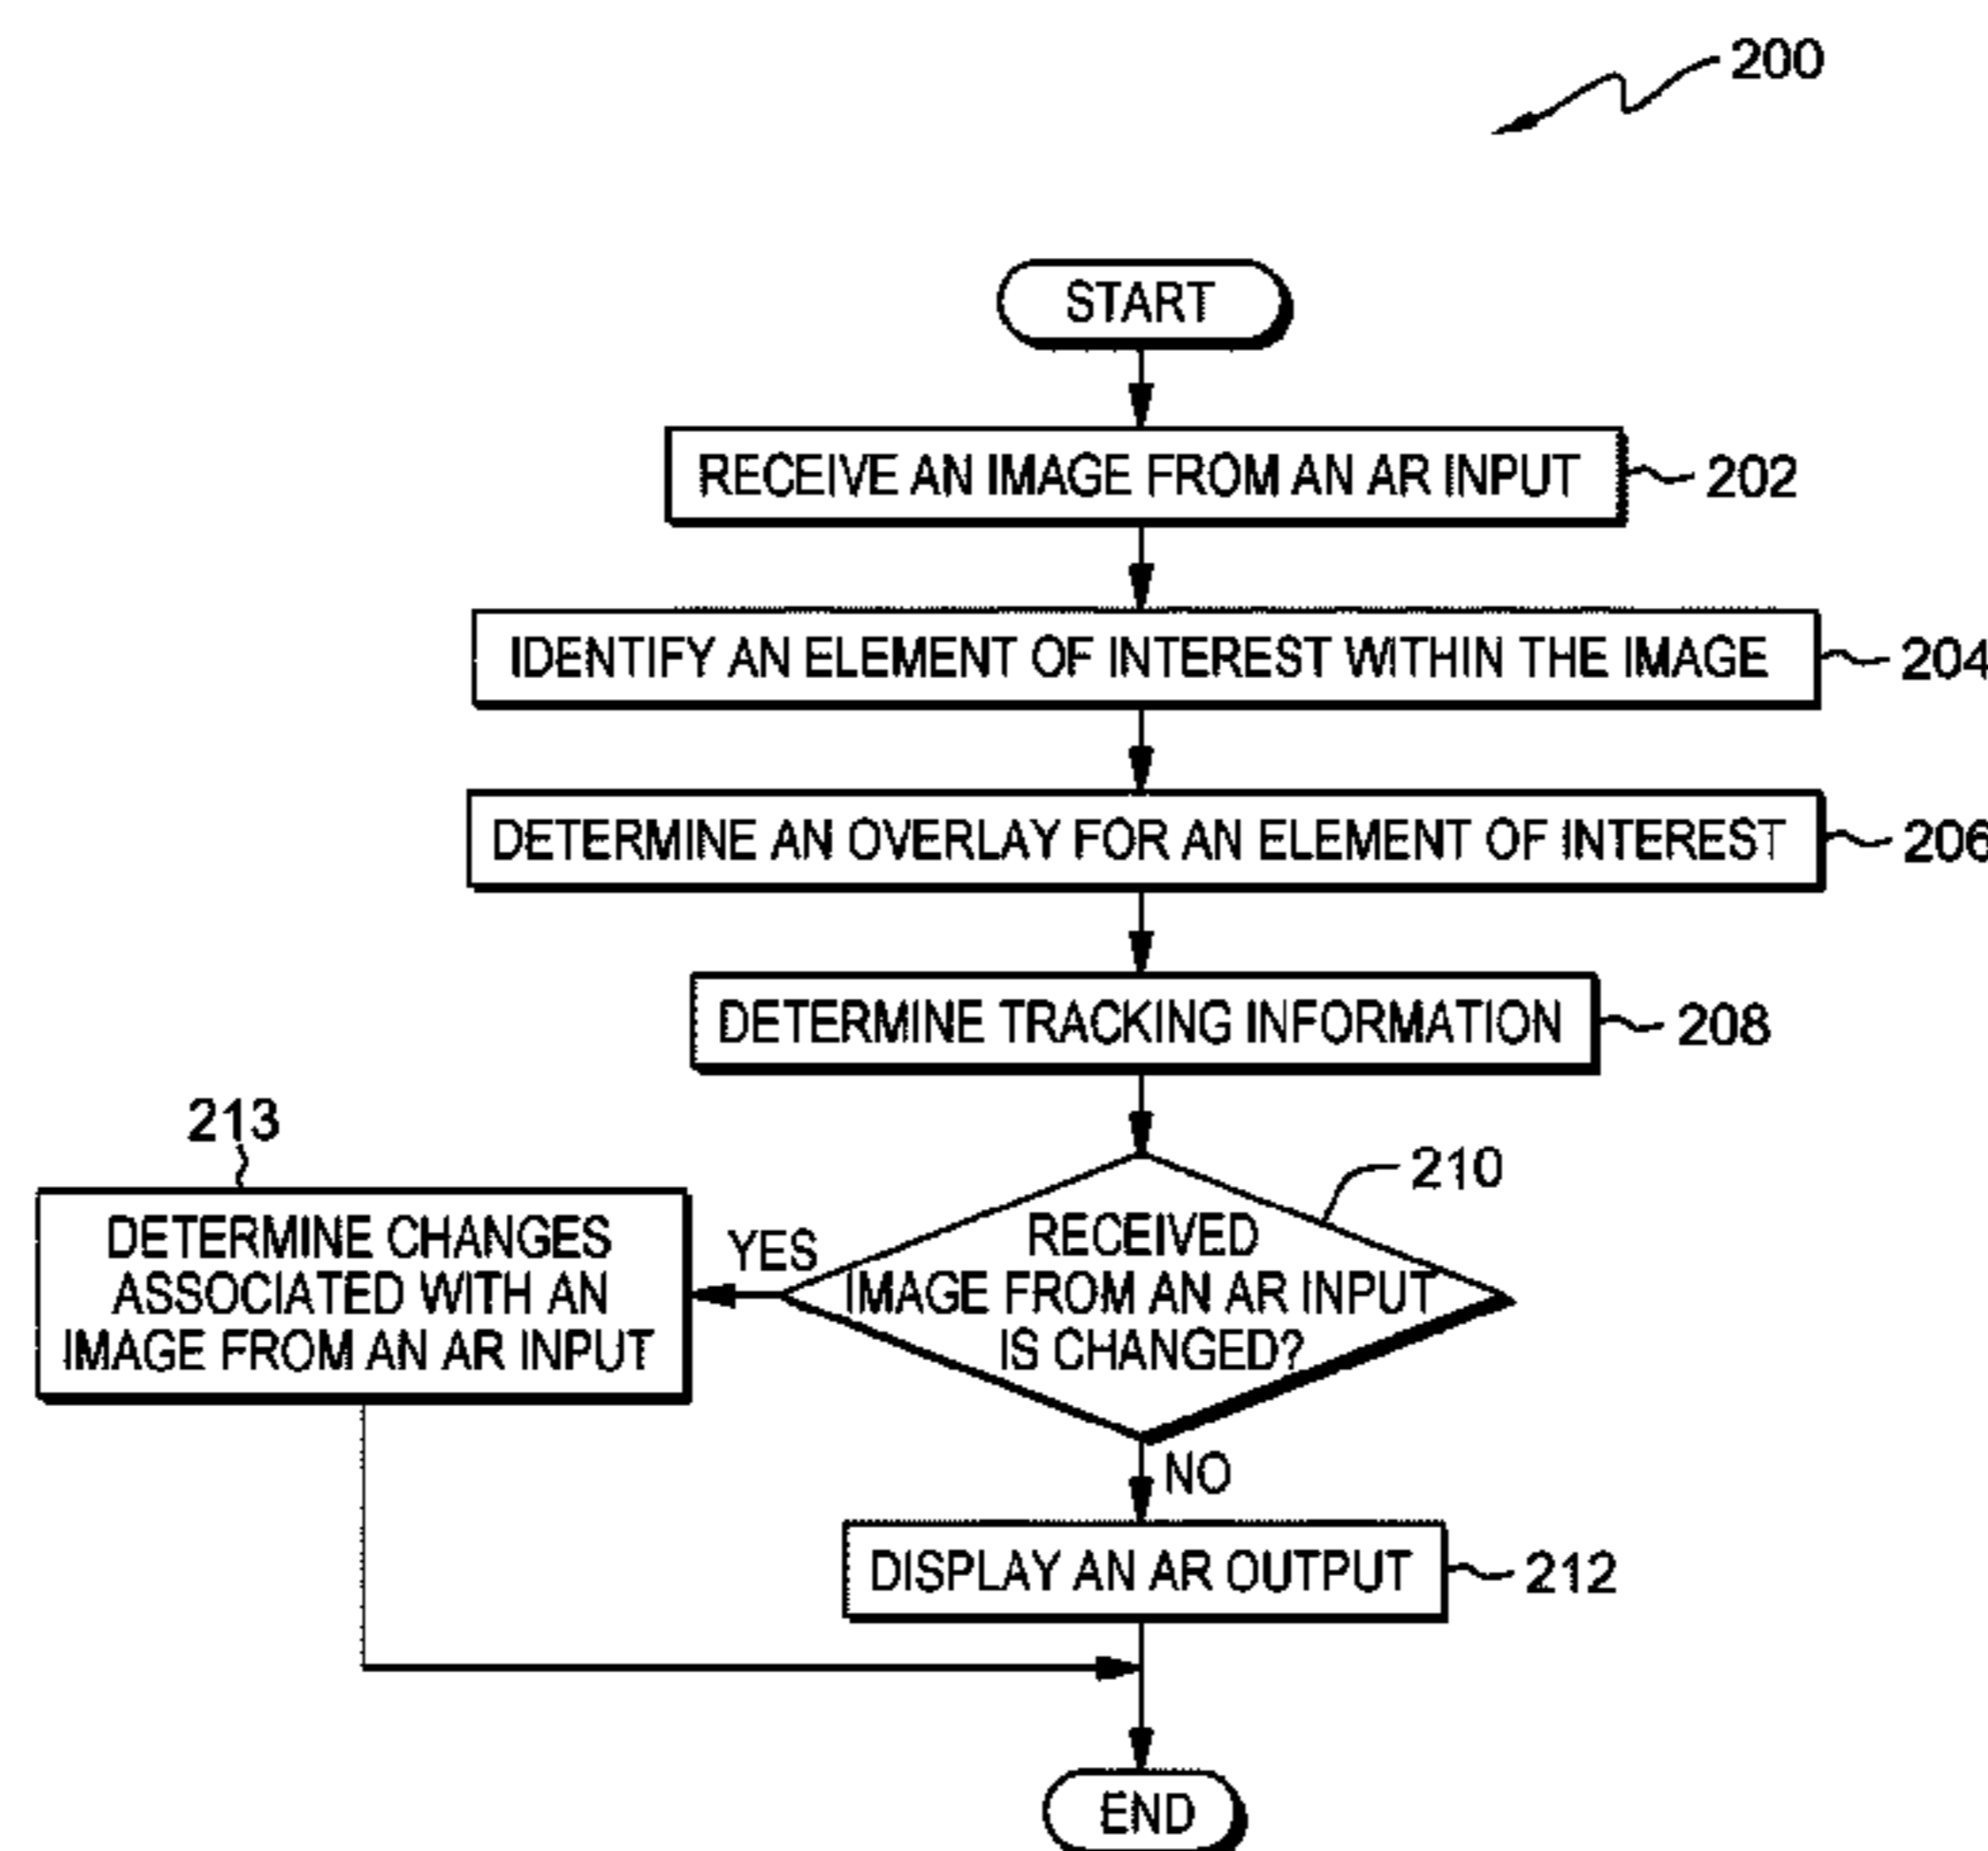 200
START
RECEIVE AN IMAGE FROM AN AR INPUT
202
IDENTIFY AN ELEMENT OF INTEREST WITHIN THE IMAGE
204
DETERMINE AN OVERLAY FOR AN ELEMENT OF INTEREST
206
DETERMINE TRACKING INFORMATION
208
213
DETERMINE CHANGES
ASSOCIATED WITH AN
IMAGE FROM AN AR INPUT
YES
210
RECEIVED
IMAGE FROM AN AR INPUT
IS CHANGED?
NO
DISPLAY AN AR OUTPUT
212
END